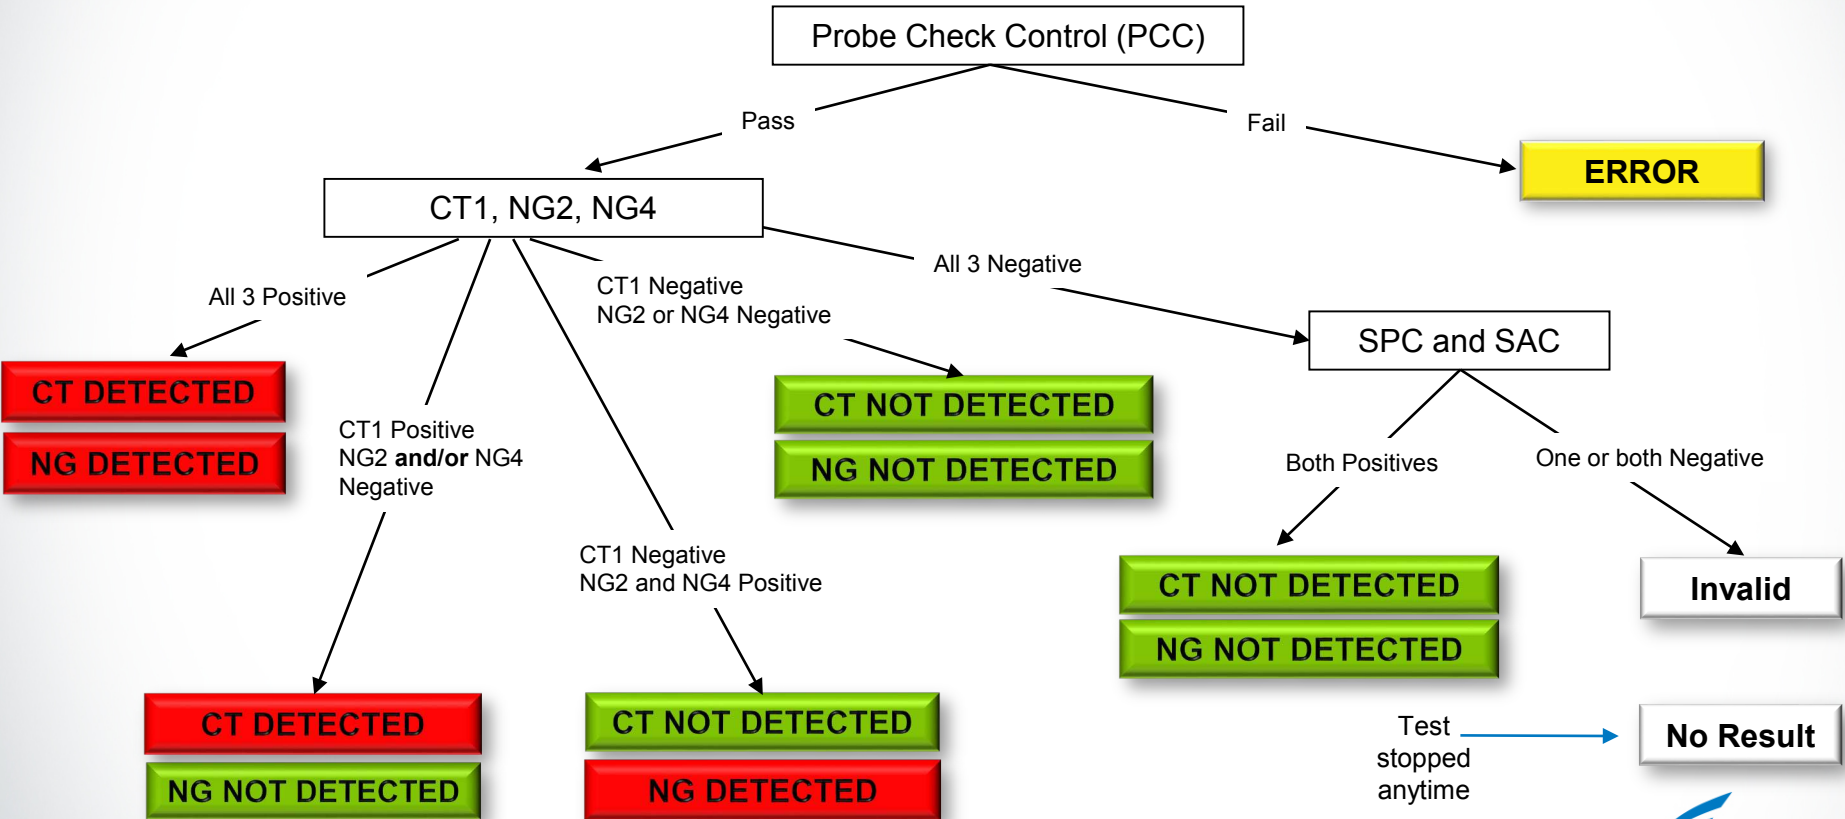 Probe Check Control (PCC)
Pass
Fail
ERROR
CT1, NG2, NG4
All 3 Positive
CT1 Negative
NG2 or NG4 Negative
All 3 Negative
SPC and SAC
CT DETECTED
NG DETECTED
CT1 Positive
NG2 and/or NG4
Negative
CT NOT DETECTED
NG NOT DETECTED
Both Positives
One or both Negative
CT1 Negative
NG2 and NG4 Positive
CT NOT DETECTED
NG NOT DETECTED
Invalid
CT DETECTED
NG NOT DETECTED
CT NOT DETECTED
NG DETECTED
Test
stopped
anytime
No Result